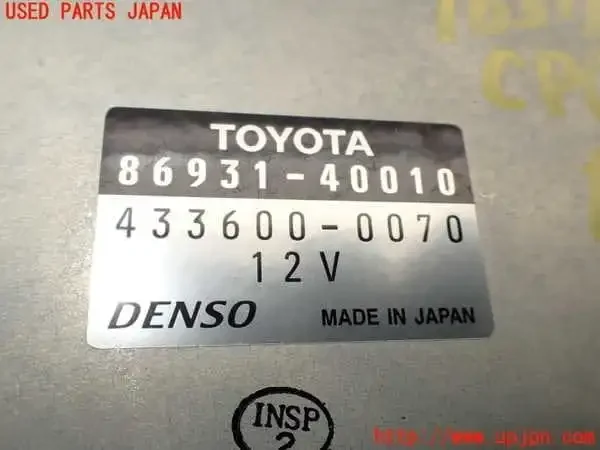 USED PARTS JAPAN
TOYOTA
86931-40010
433600-0070
12V
DENSO MADE IN JAPAN
INSP
2
http://www.upjpn.com